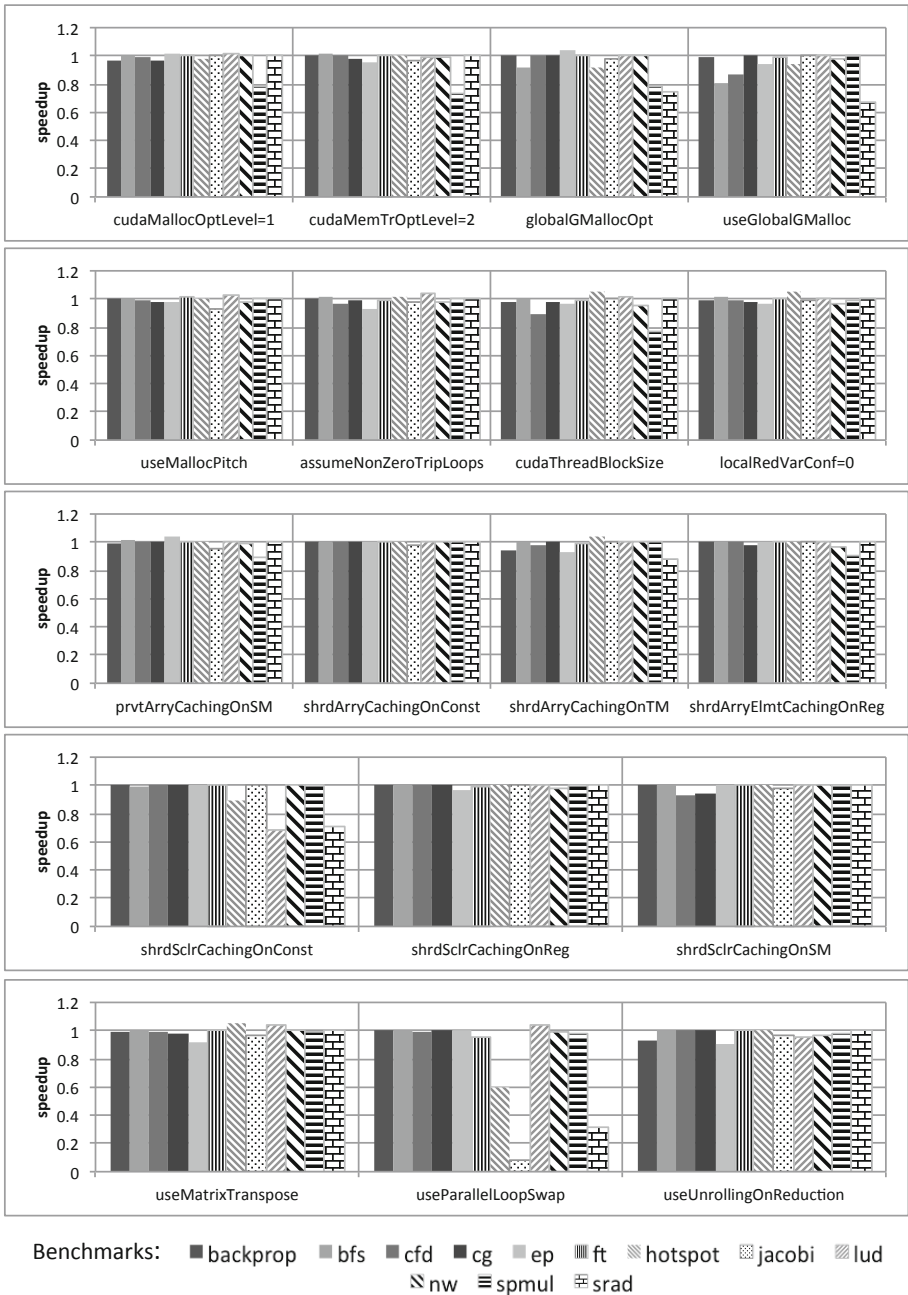 1.2
1
0.8
0.6
0.4
0.2
0
speedup
cudaMallocOptLevel=1 cudaMemTrOptLevel=2 globalGMallocOpt useGlobalGMalloc
1.2
1
0.8
0.6
0.4
0.2
0
speedup
useMallocPitch assumeNonZeroTripLoops cudaThreadBlockSize localRedVarConf=0
1.2
1
0.8
0.6
0.4
0.2
0
speedup
prvtArryCachingOnSM shrdArryCachingOnConst shrdArryCachingOnTM shrdArryElmtCachingOnReg
1.2
1
0.8
0.6
0.4
0.2
0
speedup
shrdSclrCachingOnConst shrdSclrCachingOnReg shrdSclrCachingOnSM
1.2
1
0.8
0.6
0.4
0.2
0
speedup
useMatrixTranspose useParallelLoopSwap useUnrollingOnReduction
Benchmarks: backprop bfs cfd cg ep ft hotspot jacobi lud
nw spmul srad